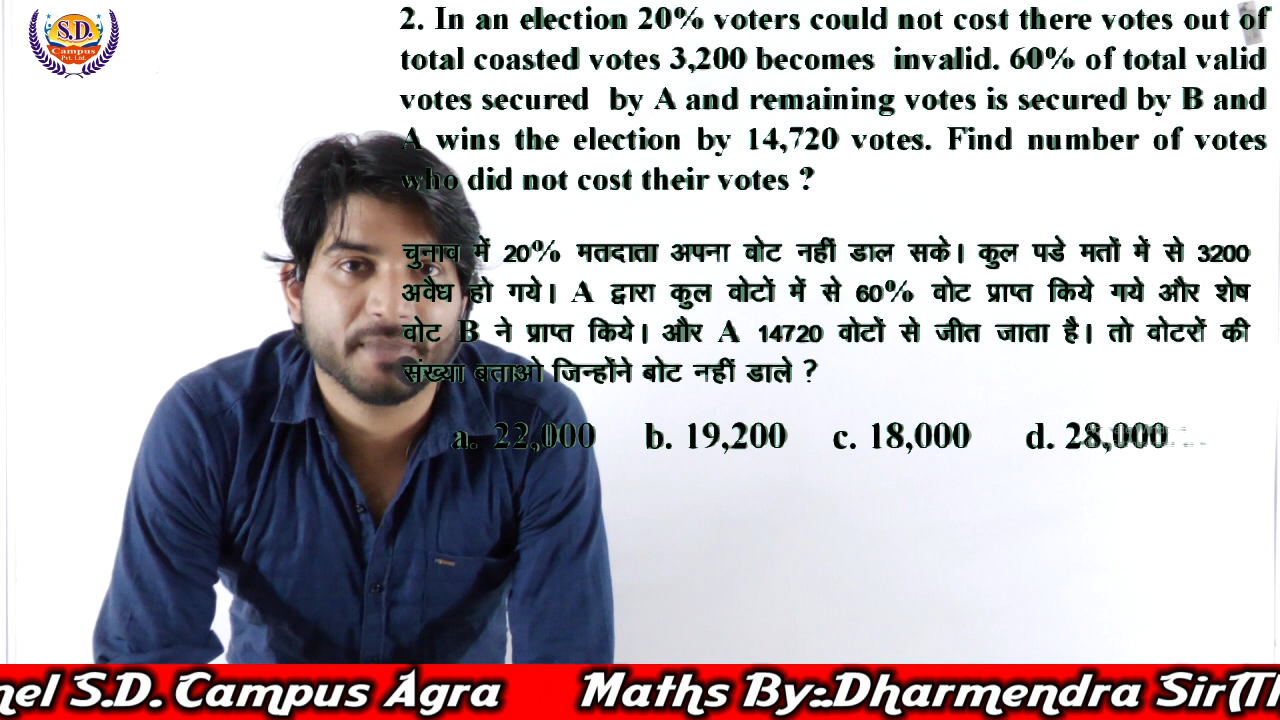 S.D.
Campus
Pvt. Ltd.
2. In an election 20% voters could not cost there votes out of
total coasted votes 3,200 becomes invalid. 60% of total valid
votes secured by A and remaining votes is secured by B and
A wins the election by 14,720 votes. Find number of votes
who did not cost their votes ?
चुनाव में 20% मतदाता अपना वोट नहीं डाल सके। कुल पडे मतों में से 3200
अवैध हो गये। A द्वारा कुल वोटों में से 60% वोट प्राप्त किये गये और शेष
वोट B ने प्राप्त किये। और A 14720 वोटों से जीत जाता है। तो वोटरों की
संख्या बताओ जिन्होंने बोट नहीं डाले ?
a. 22,000 b. 19,200 c. 18,000 d. 28,000
nel S.D. Campus Agra Maths By:.Dharmendra Sir